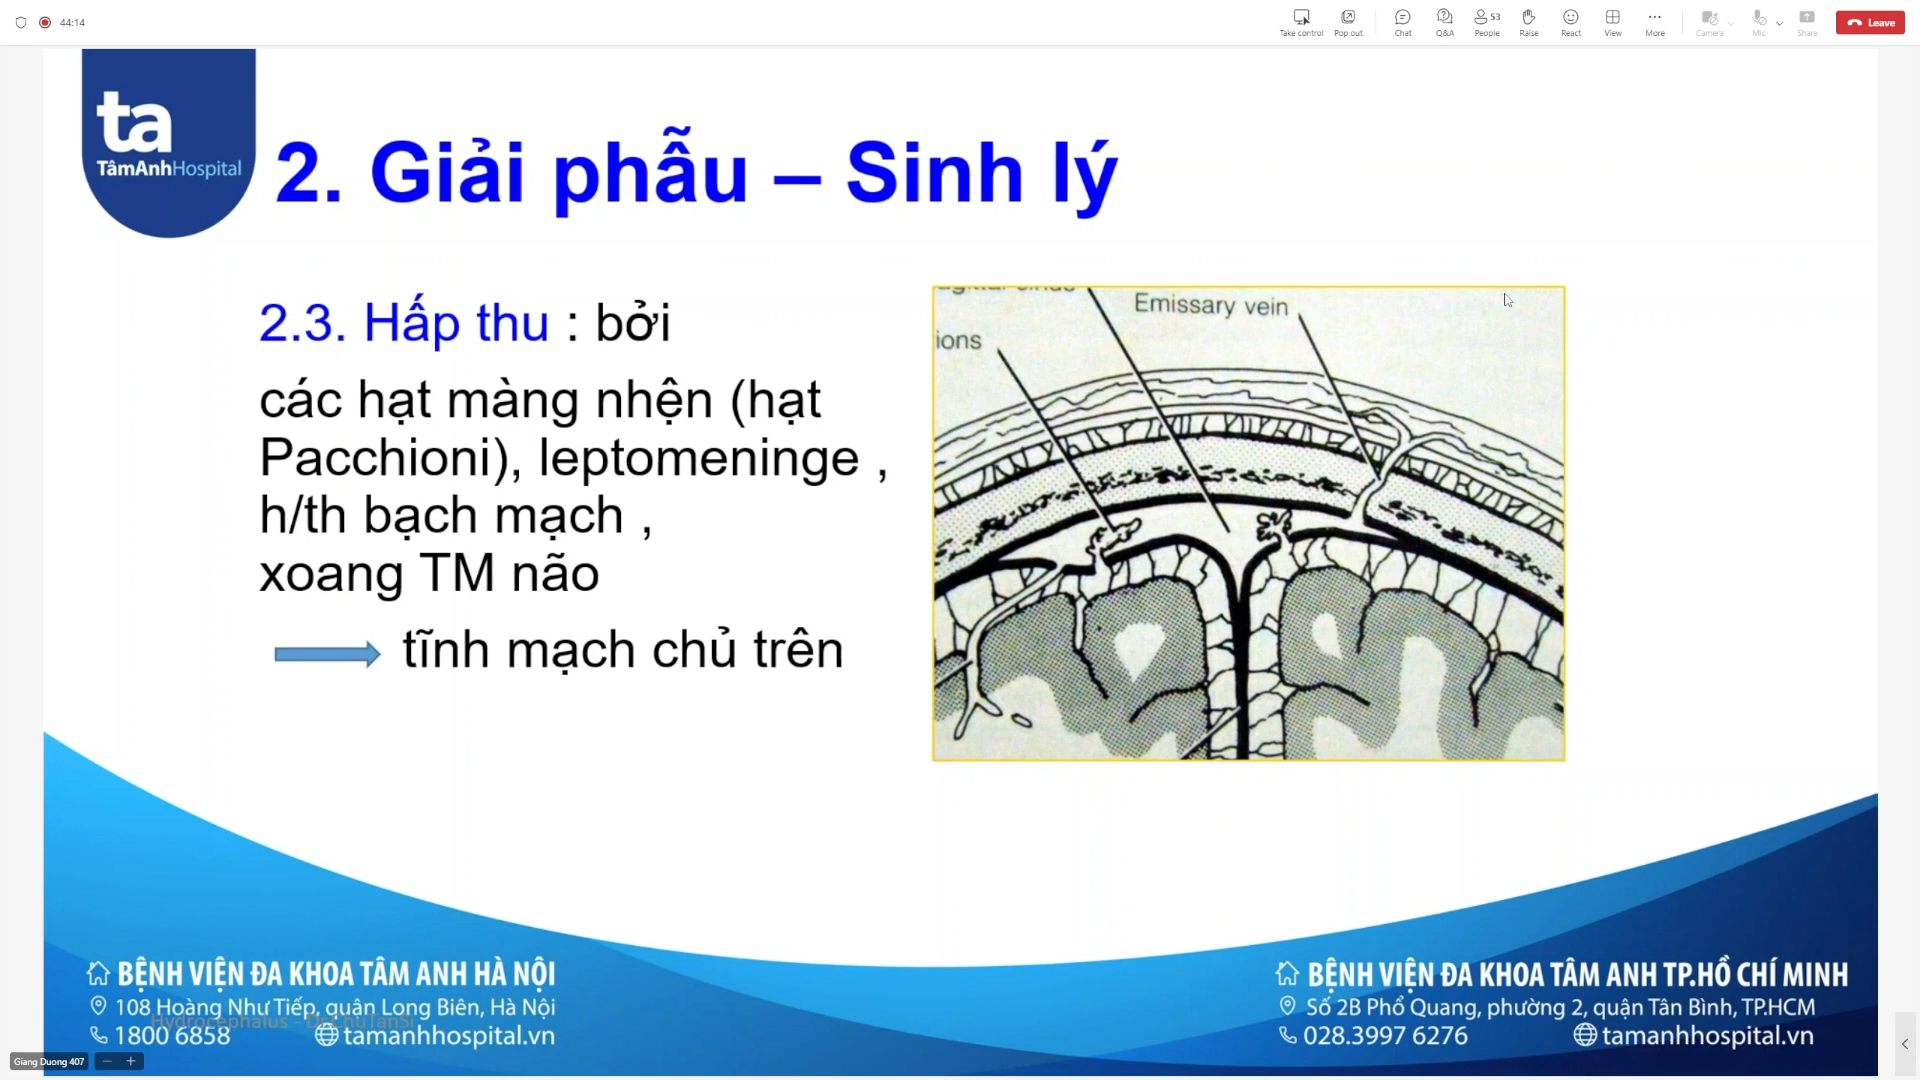 44:14
Take control
Pop out
Chat
Q&A
53
People
Raise
React
View
More
Camera
Mic
Share
Leave
ta
TâmAnhHospital
2. Giải phẫu – Sinh lý
2.3. Hấp thu : bởi
các hạt màng nhện (hạt
Pacchioni), leptomeninge ,
h/th bạch mạch ,
xoang TM não
tĩnh mạch chủ trên
Emissary vein
ions
BỆNH VIỆN ĐA KHOA TÂM ANH HÀ NỘI
108 Hoàng Như Tiếp, quận Long Biên, Hà Nội
Hydrocephalus - Dr.ChuTanSi
1800 6858
tamanhhospital.vn
BỆNH VIỆN ĐA KHOA TÂM ANH TP.HỒ CHÍ MINH
Số 2B Phổ Quang, phường 2, quận Tân Bình, TP.HCM
028.3997 6276
tamanhhospital.vn
Giang Duong 407